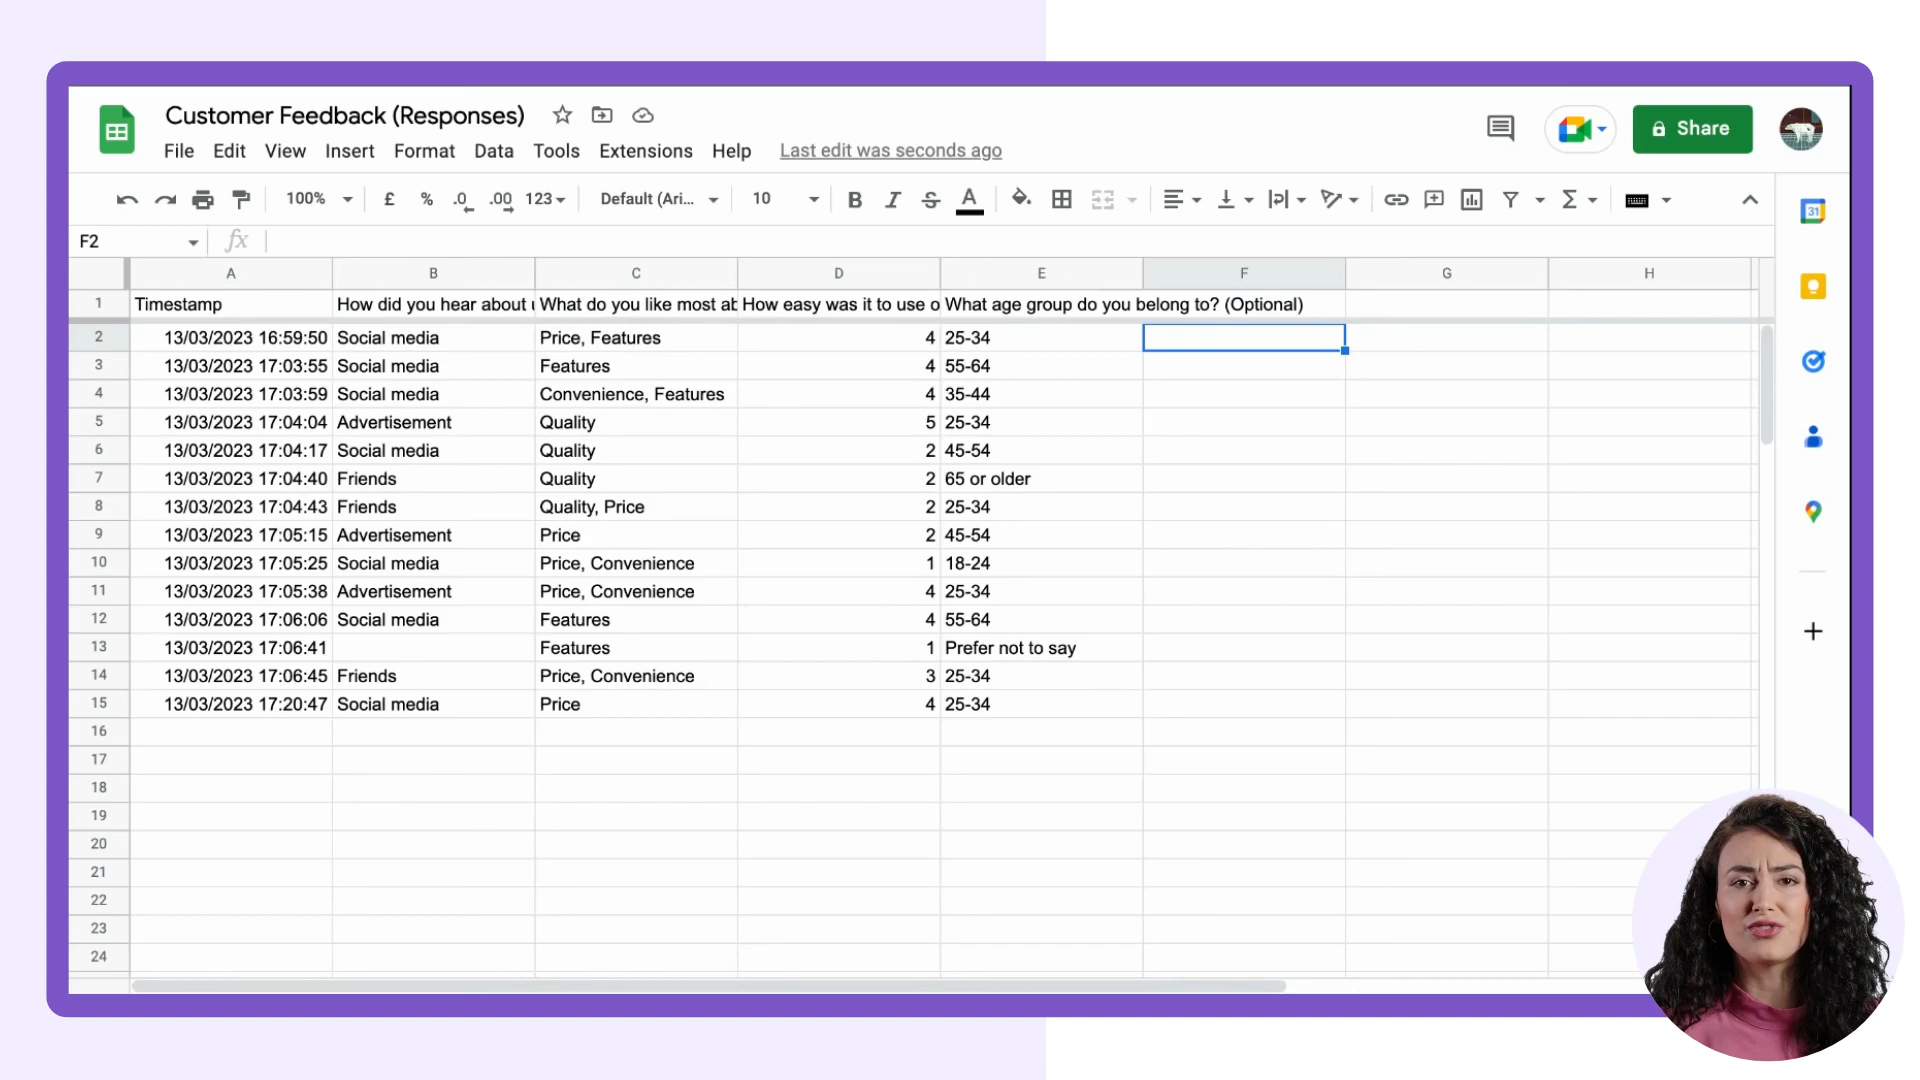 Customer Feedback (Responses)
File Edit View Insert Format Data Tools Extensions Help Last edit was seconds ago
Share
100% £ % .0 .00 123 Default (Ari... 10 B I S A
31
F2 fx
A B C D E F G H
1 Timestamp How did you hear about What do you like most How easy was it to use What age group do you belong to? (Optional)
2 13/03/2023 16:59:50 Social media Price, Features 4 25-34
3 13/03/2023 17:03:55 Social media Features 4 55-64
4 13/03/2023 17:03:59 Social media Convenience, Features 4 35-44
5 13/03/2023 17:04:04 Advertisement Quality 5 25-34
6 13/03/2023 17:04:17 Social media Quality 2 45-54
7 13/03/2023 17:04:40 Friends Quality 2 65 or older
8 13/03/2023 17:04:43 Friends Quality, Price 2 25-34
9 13/03/2023 17:05:15 Advertisement Price 2 45-54
10 13/03/2023 17:05:25 Social media Price, Convenience 1 18-24
11 13/03/2023 17:05:38 Advertisement Price, Convenience 4 25-34
12 13/03/2023 17:06:06 Social media Features 4 55-64
13 13/03/2023 17:06:41 Features 1 Prefer not to say
14 13/03/2023 17:06:45 Friends Price, Convenience 3 25-34
15 13/03/2023 17:20:47 Social media Price 4 25-34
16
17
18
19
20
21
22
23
24